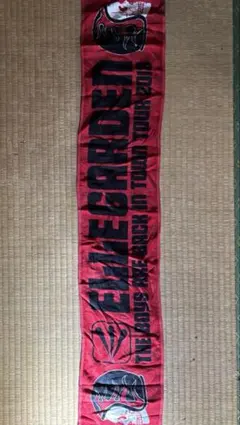 ELLEGARDEN
THE BOYS ARE BACK IN TOWN TOUR 2018